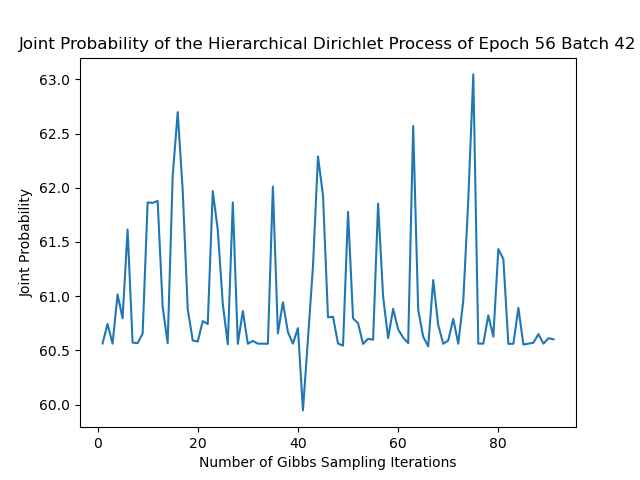 Joint Probability of the Hierarchical Dirichlet Process of Epoch 56 Batch 42
63.0
62.5
62.0
61.5
61.0
60.5
60.0
Joint Probability
0 20 40 60 80
Number of Gibbs Sampling Iterations